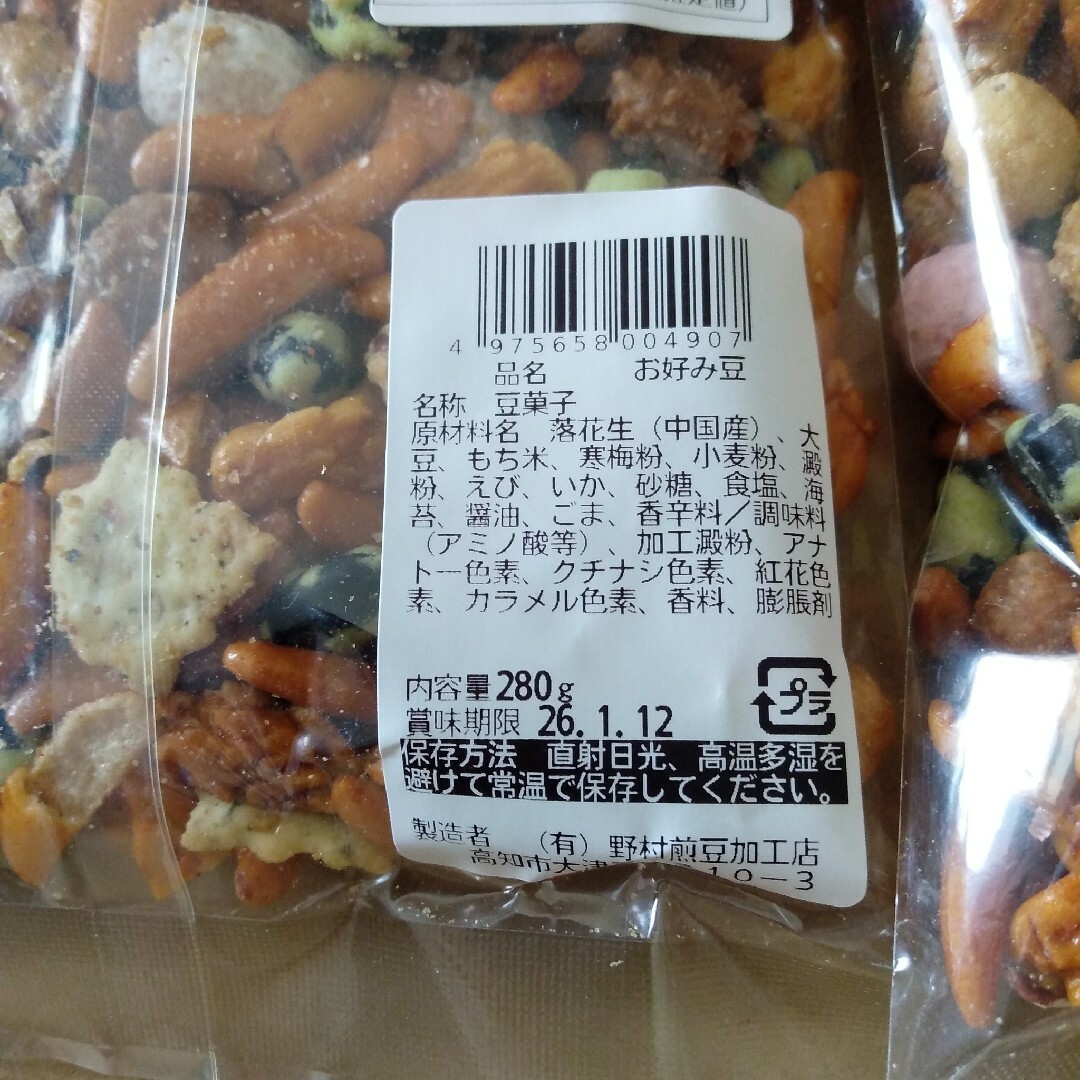 定値)
4 975658 004907
品名 お好み豆
名称 豆菓子
原材料名 落花生(中国産)、大
豆、もち米、寒梅粉、小麦粉、澱
粉、えび、いか、砂糖、食塩、海
苔、醤油、ごま、香辛料/調味料
(アミノ酸等)、加工澱粉、アナ
トー色素、クチナシ色素、紅花色
素、カラメル色素、香料、膨脹剤
内容量280g
賞味期限 26.1.12
プラ
保存方法 直射日光、高温多湿を
避けて常温で保存してください。
製造者 (有)野村煎豆加工店
高知市大津 10-3